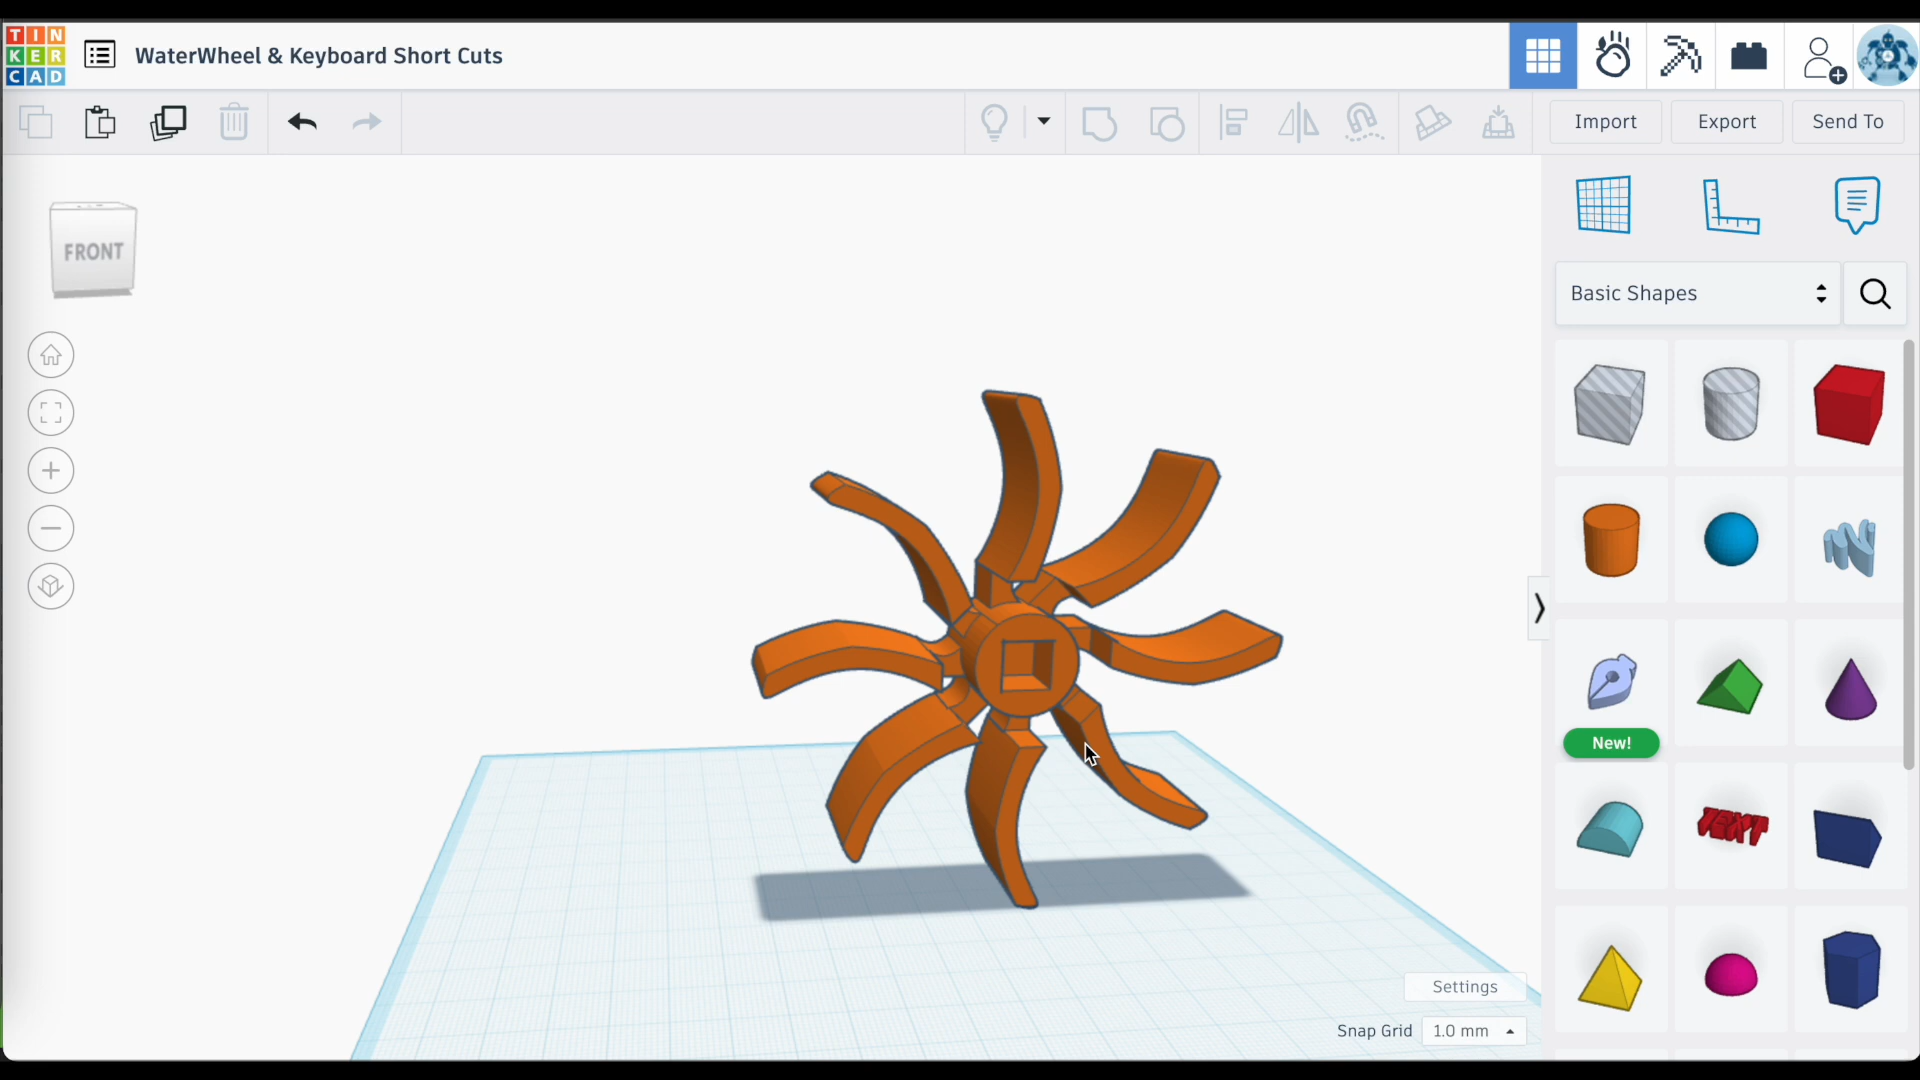 TIN
KER
CAD
WaterWheel & Keyboard Short Cuts
Import
Export
Send To
FRONT
Basic Shapes
New!
TEXT
Settings
Snap Grid
1.0 mm